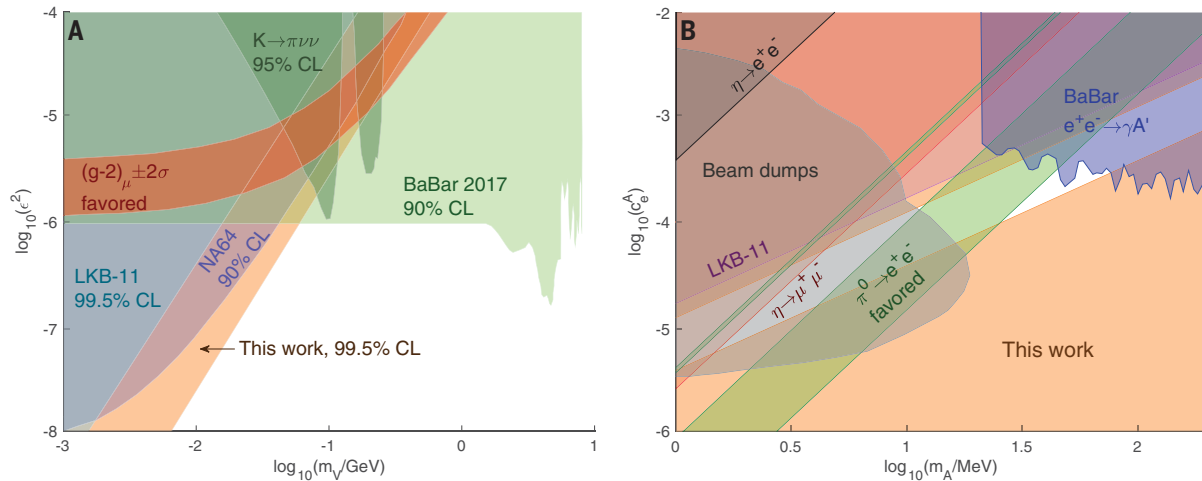 A
-4
-5
-6
-7
-8
log₁₀(ϵ²)
K→πνν
95% CL
(g-2)μ±2σ
favored
BaBar 2017
90% CL
NA64
90% CL
LKB-11
99.5% CL
This work, 99.5% CL
-3
-2
-1
0
1
log₁₀(m_V/GeV)
B
-2
-3
-4
-5
-6
log₁₀(c_e^A)
η→e⁺e⁻
BaBar
e⁺e⁻→γA'
Beam dumps
LKB-11
η→μ⁺μ⁻
π⁰→e⁺e⁻
favored
This work
0
0.5
1
1.5
2
log₁₀(m_A/MeV)